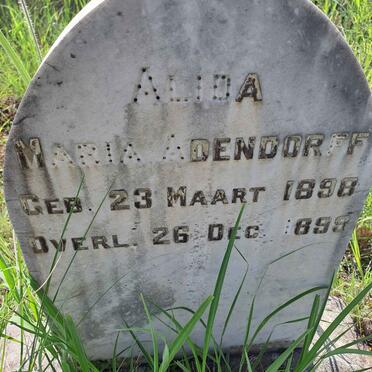 ALIDA
MARIA ADENDORFF
GEB. 23 MAART 1898
OVERL. 26 DEC. 1898